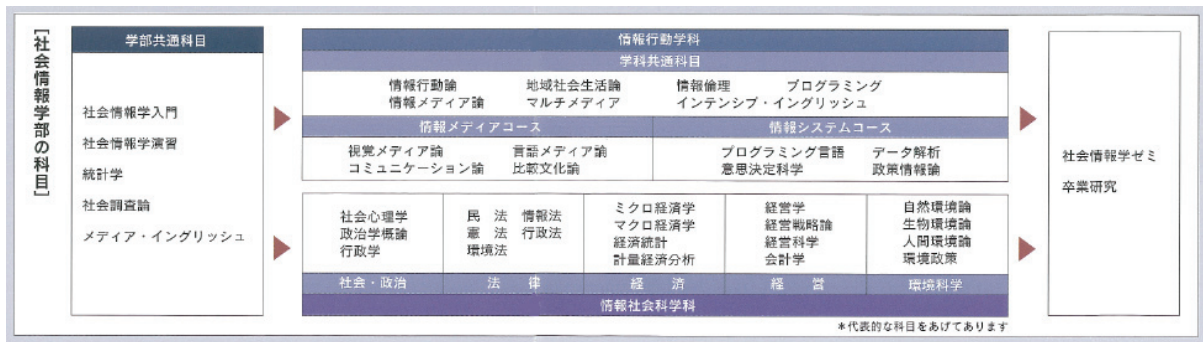 [社会情報学部の科目]
学部共通科目
社会情報学入門
社会情報学演習
統計学
社会調査論
メディア・イングリッシュ
情報行動学科
学科共通科目
情報行動論 地域社会生活論 情報倫理 プログラミング
情報メディア論 マルチメディア インテンシブ・イングリッシュ
情報メディアコース
視覚メディア論 言語メディア論
コミュニケーション論 比較文化論
情報システムコース
プログラミング言語 データ解析
意思決定科学 政策情報論
社会心理学
政治学概論
行政学
社会・政治
民 法 情報法
憲 法 行政法
環境法
法 律
ミクロ経済学
マクロ経済学
経済統計
計量経済分析
経 済
経営学
経営戦略論
経営科学
会計学
経 営
自然環境論
生物環境論
人間環境論
環境政策
環境科学
情報社会科学科
社会情報学ゼミ
卒業研究
*代表的な科目をあげてあります